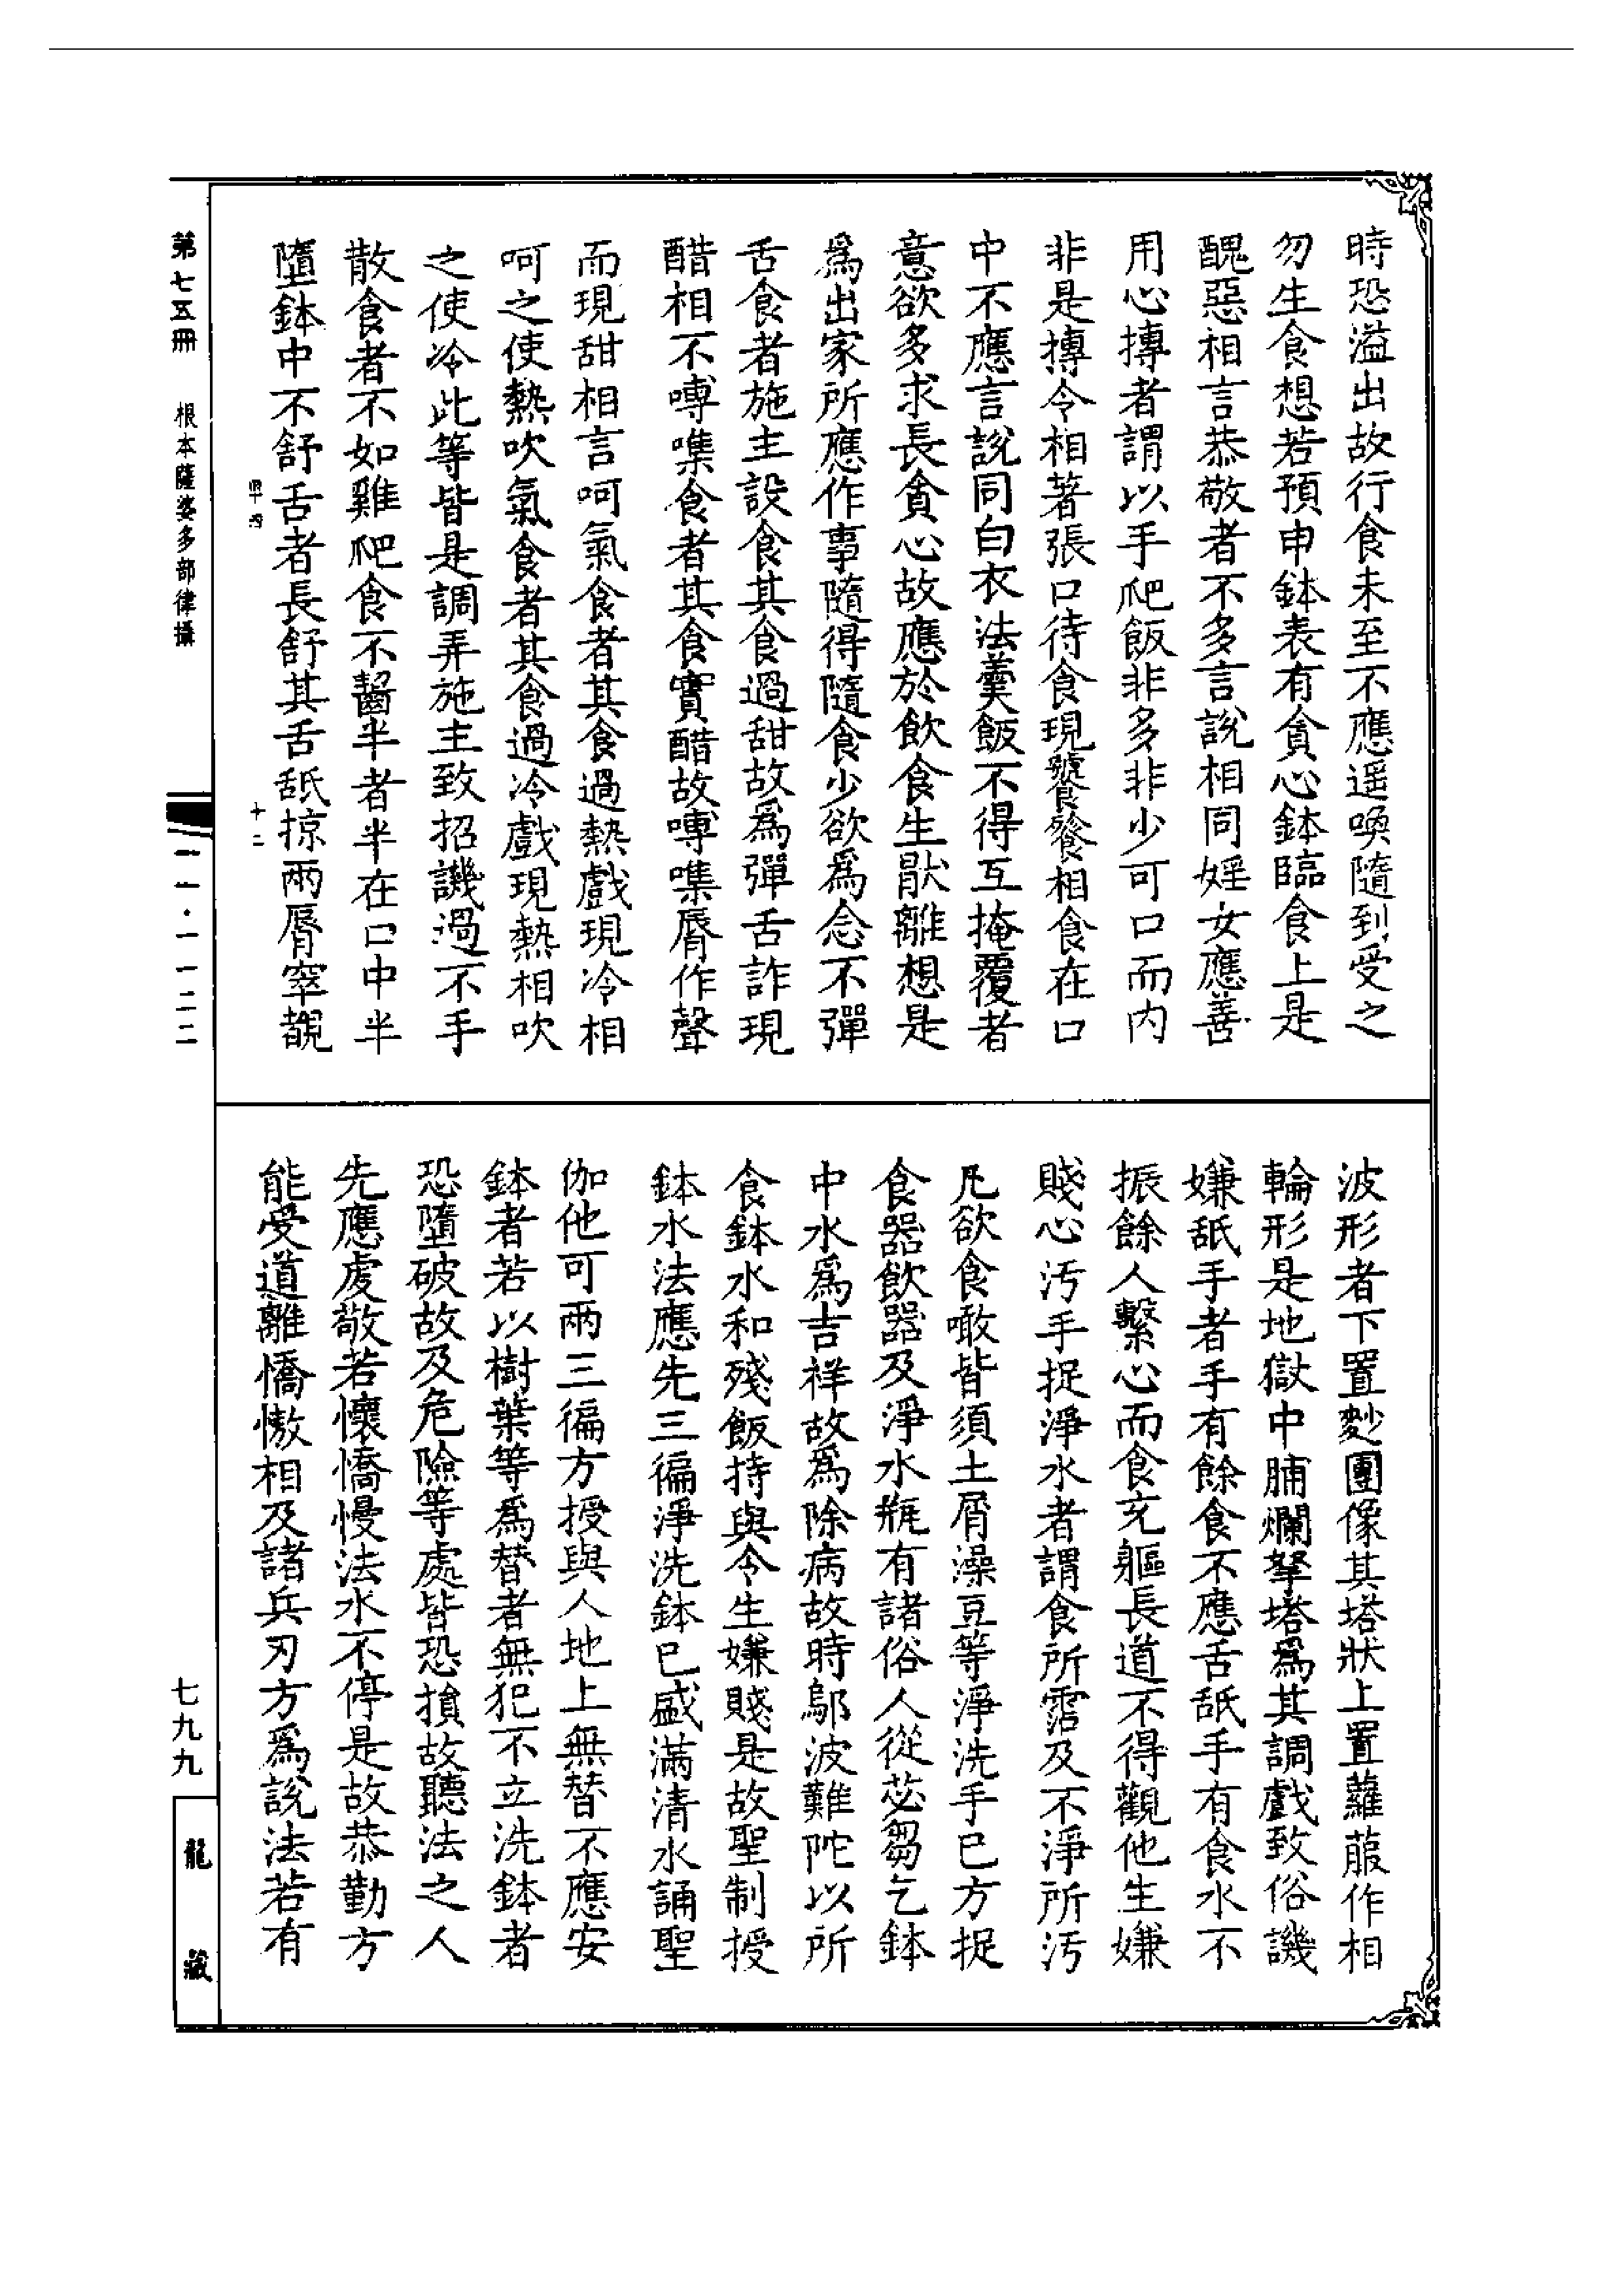 時恐溢出故行食未至不應遥喚隨到受之
勿生食想若預申鉢表有貪心鉢臨食上是
醜惡相言恭敬者不多言說相同婬女應善
用心摶者謂以手爬飯非多非少可口而内
非是摶令相著張口待食現饕餮相食在口
中不應言說同白衣法羹飯不得互掩覆者
意欲多求長貪心故應於飲食生猒離想是
爲出家所應作事隨得隨食少欲爲念不彈
舌食者施主設食其食過甜故爲彈舌詐現
醋相不㗘㗱食者其食實醋故㗘㗱脣作聲
而現甜相言呵氣食者其食過熱戲現冷相
呵之使熱吹氣食者其食過冷戲現熱相吹
之使冷此等皆是調弄施主致招譏過不手
散食者不如雞爬食不齧半者半在口中半
墮鉢中不舒舌者長舒其舌舐掠兩脣窣覩
波形者下置麨團像其塔狀上置蘿菔作相
輪形是地獄中脯爛拏塔爲其調戲致俗譏
嫌舐手者手有餘食不應舌舐手有食水不
振餘人繫心而食充軀長道不得觀他生嫌
賤心汚手捉淨水者謂食所霑及不淨所汚
凡欲食噉皆須土屑澡豆等淨洗手已方捉
食器飲器及淨水瓶有諸俗人從苾芻乞鉢
中水爲吉祥故爲除病故時鄔波難陀以所
食鉢水和殘飯持與令生嫌賤是故聖制授
鉢水法應先三徧淨洗鉢已盛滿清水誦聖
伽他可兩三徧方授與人地上無替不應安
鉢者若以樹葉等爲替者無犯不立洗鉢者
恐墮破故及危險等處皆恐損故聽法之人
先應䖍敬若懷憍慢法水不停是故恭勤方
能受道離憍慠相及諸兵刃方爲說法若有
第七五冊　根本薩婆多部律攝
一一·一一二二
七九九
龍藏
十二